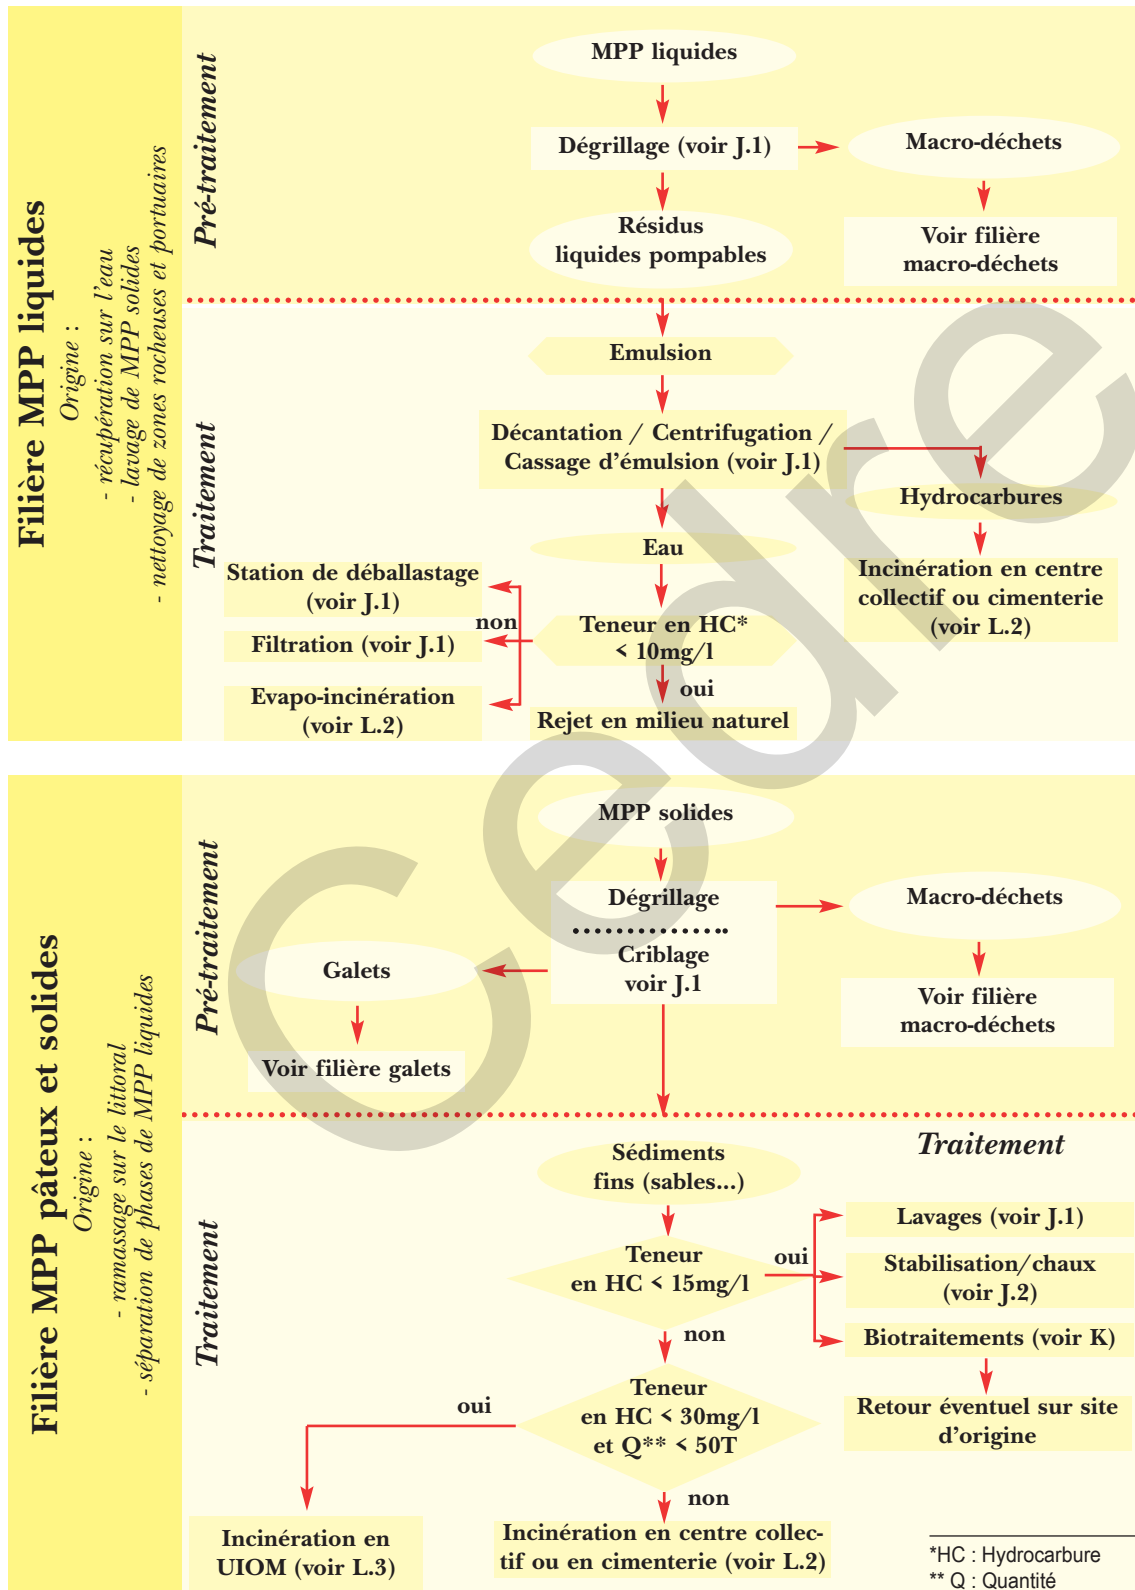 Filière MPP liquides
Origine :
- récupération sur l'eau
- lavage de MPP solides
- nettoyage de zones rocheuses et portuaires
Pré-traitement
MPP liquides
Dégrillage (voir J.1)
Macro-déchets
Résidus
liquides pompables
Voir filière
macro-déchets
Traitement
Emulsion
Décantation / Centrifugation /
Cassage d'émulsion (voir J.1)
Hydrocarbures
Eau
Incinération en centre
collectif ou cimenterie
(voir L.2)
Station de déballastage
(voir J.1)
non
Filtration (voir J.1)
Teneur en HC*
< 10mg/l
Evapo-incinération
(voir L.2)
oui
Rejet en milieu naturel
Filière MPP pâteux et solides
Origine :
- ramassage sur le littoral
- séparation de phases de MPP liquides
Pré-traitement
MPP solides
Dégrillage
Macro-déchets
Criblage
voir J.1
Galets
Voir filière
macro-déchets
Voir filière galets
Traitement
Traitement
Sédiments
fins (sables...)
Teneur
en HC < 15mg/l
oui
Lavages (voir J.1)
Stabilisation/chaux
(voir J.2)
Biotraitements (voir K)
Retour éventuel sur site
d'origine
non
Teneur
en HC < 30mg/l
et Q** < 50T
oui
non
Incinération en
UIOM (voir L.3)
Incinération en centre collec-
tif ou en cimenterie (voir L.2)
*HC : Hydrocarbure
** Q : Quantité
Cedre